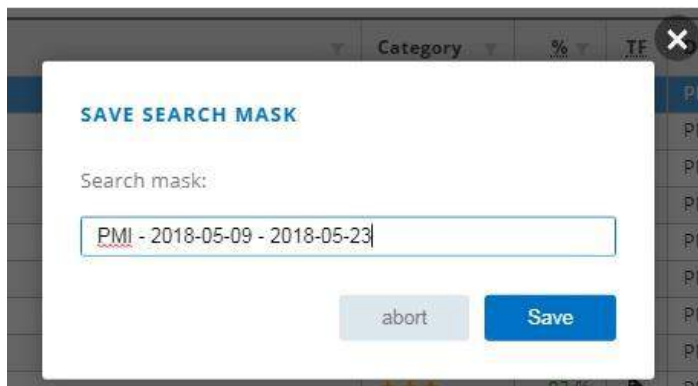 Category % TF
SAVE SEARCH MASK
Search mask:
PMI - 2018-05-09 - 2018-05-23
abort Save